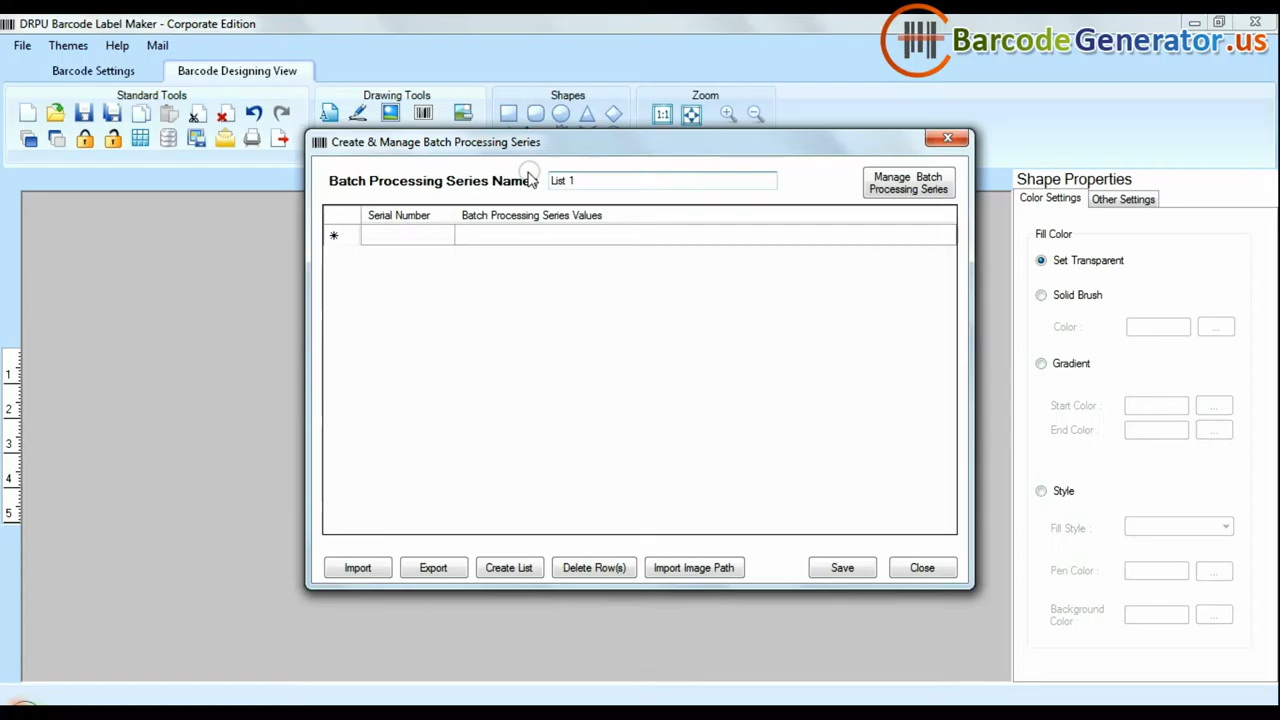 DRPU Barcode Label Maker - Corporate Edition
BarcodeGenerator.us
File Themes Help Mail
Barcode Settings Barcode Designing View
Standard Tools Drawing Tools Shapes Zoom
1:1
Create & Manage Batch Processing Series
Batch Processing Series Name
List 1
Manage Batch
Processing Series
Serial Number Batch Processing Series Values
*
Import Export Create List Delete Row(s) Import Image Path Save Close
1
2
3
4
5
Shape Properties
Color Settings Other Settings
Fill Color
Set Transparent
Solid Brush
Color : ...
Gradient
Start Color : ...
End Color : ...
Style
Fill Style :
Pen Color : ...
Background
Color : ...